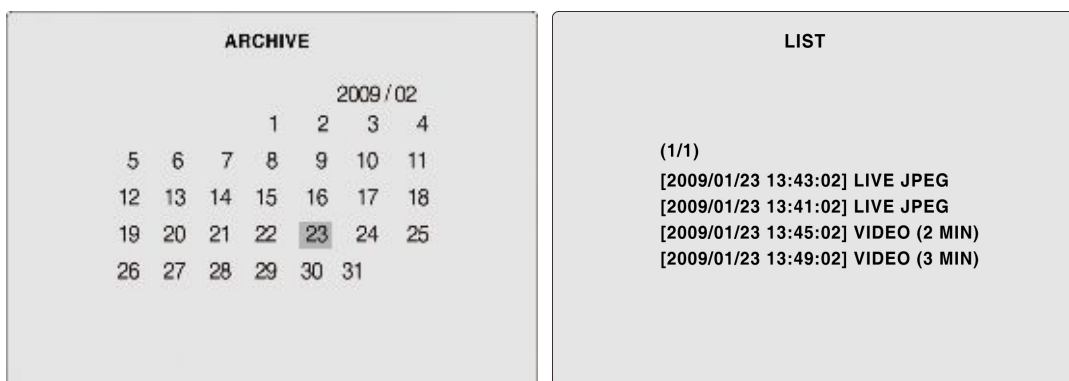 ARCHIVE
2009 / 02
1 2 3 4
5 6 7 8 9 10 11
12 13 14 15 16 17 18
19 20 21 22 23 24 25
26 27 28 29 30 31
LIST
(1/1)
[2009/01/23 13:43:02] LIVE JPEG
[2009/01/23 13:41:02] LIVE JPEG
[2009/01/23 13:45:02] VIDEO (2 MIN)
[2009/01/23 13:49:02] VIDEO (3 MIN)